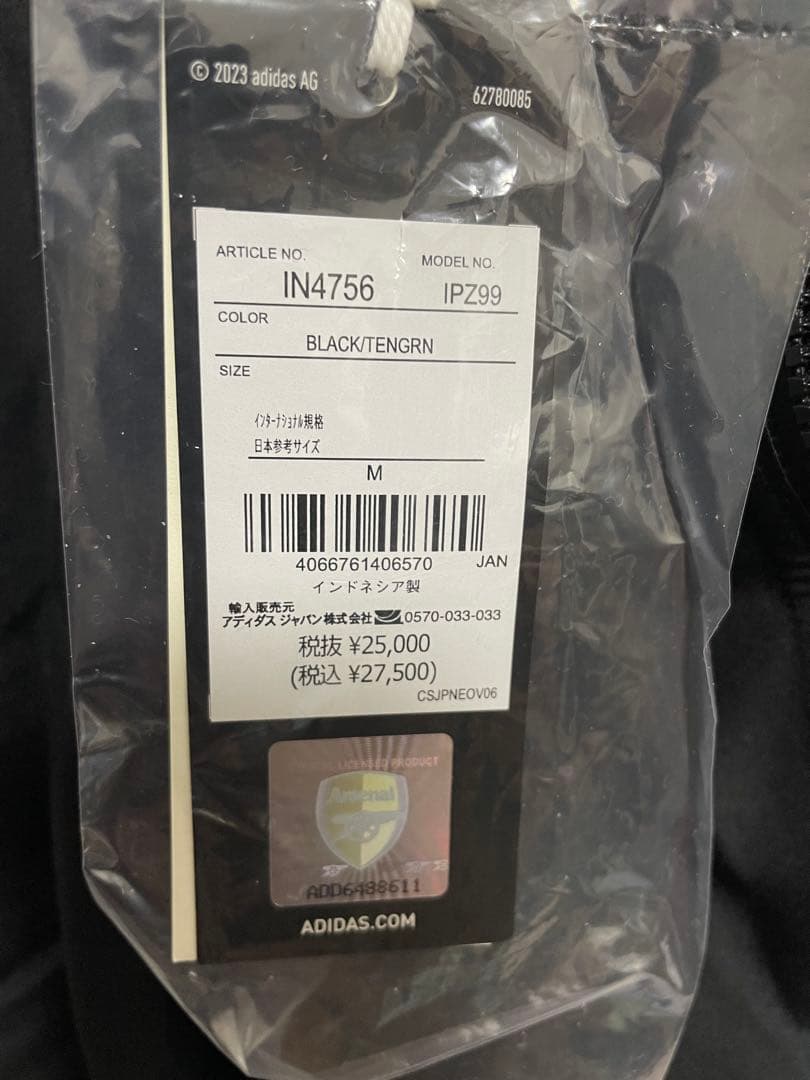 © 2023 adidas AG
62780085
ARTICLE NO.
MODEL NO.
IN4756
IPZ99
COLOR
BLACK/TENGRN
SIZE
インターナショナル規格
日本参考サイズ
M
4066761406570 JAN
インドネシア製
輸入販売元
アディダス ジャパン株式会社 0570-033-033
税抜 ¥25,000
(税込 ¥27,500)
CSJPNEOV06
LICENSED PRODUCT
Arsenal
ADD6488611
ADIDAS.COM